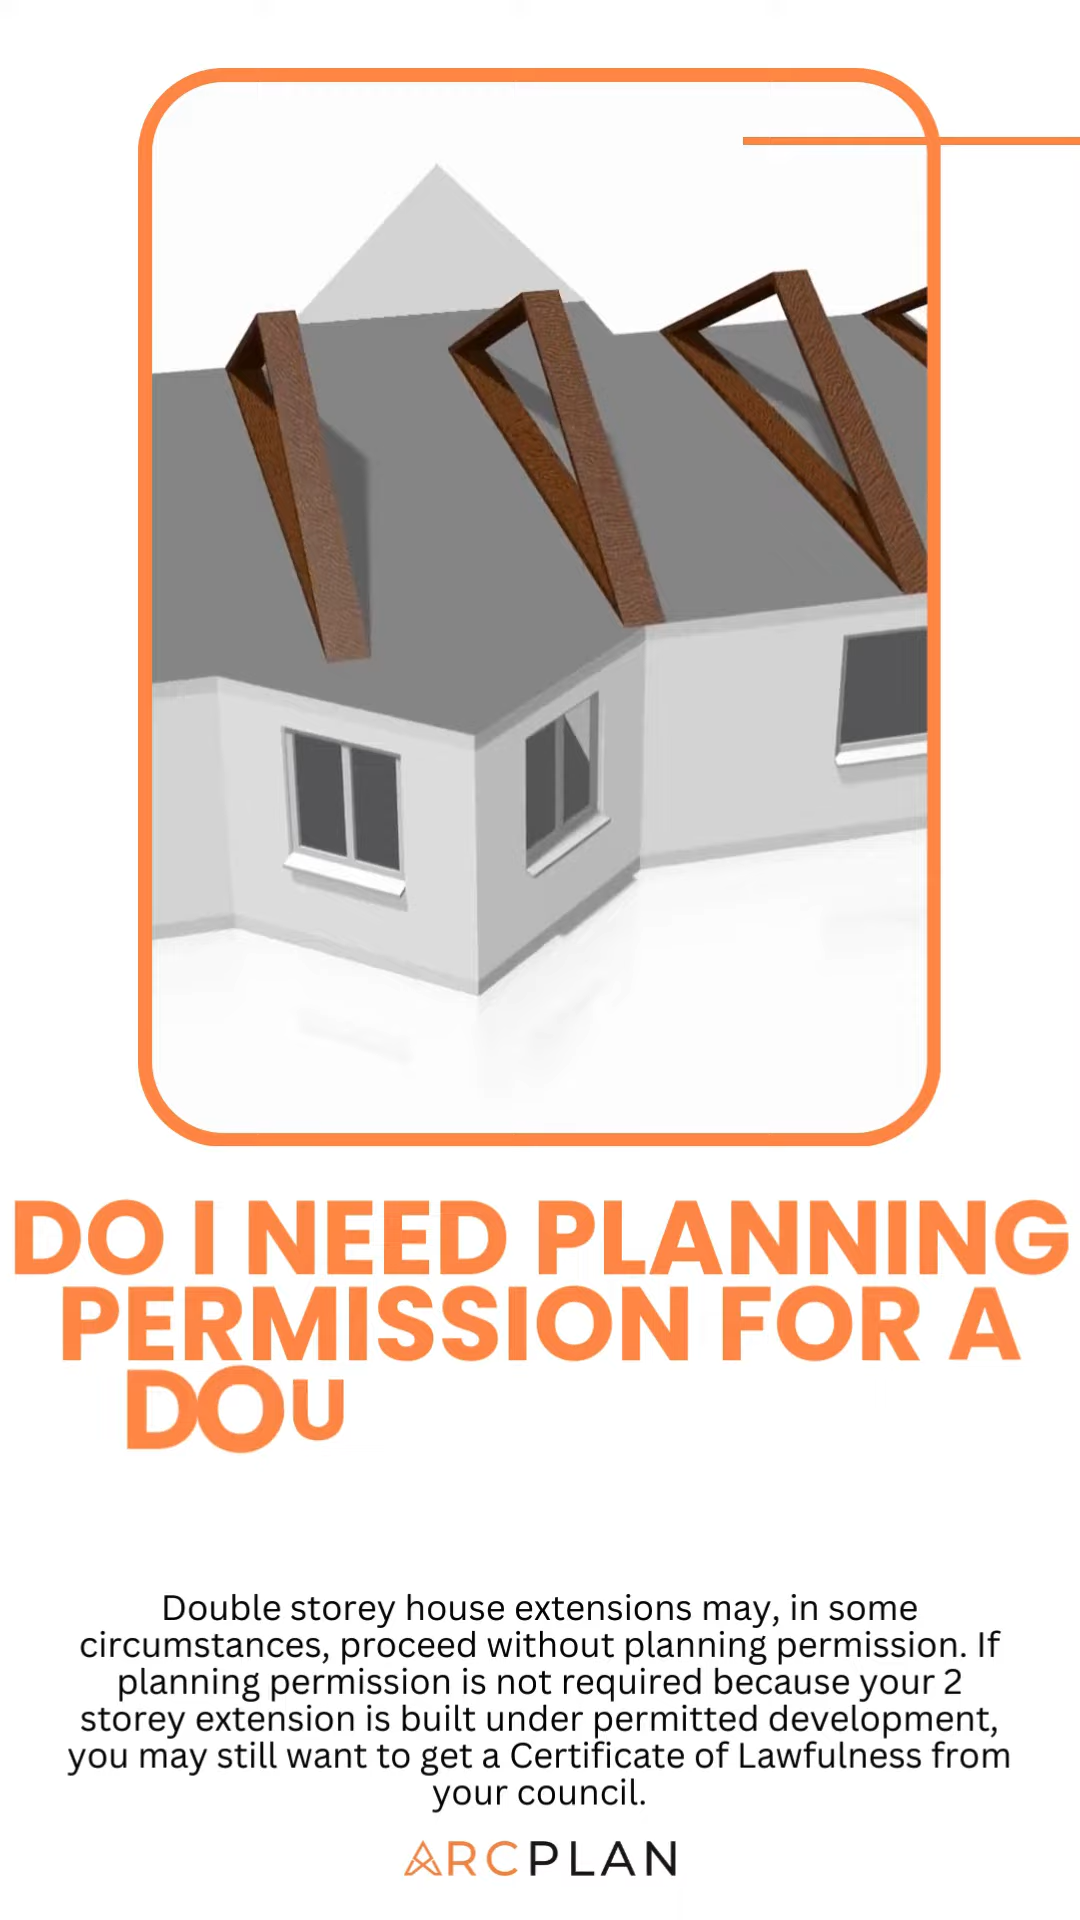 DO I NEED PLANNING
PERMISSION FOR A
DOU
Double storey house extensions may, in some
circumstances, proceed without planning permission. If
planning permission is not required because your 2
storey extension is built under permitted development,
you may still want to get a Certificate of Lawfulness from
your council.
ARCPLAN